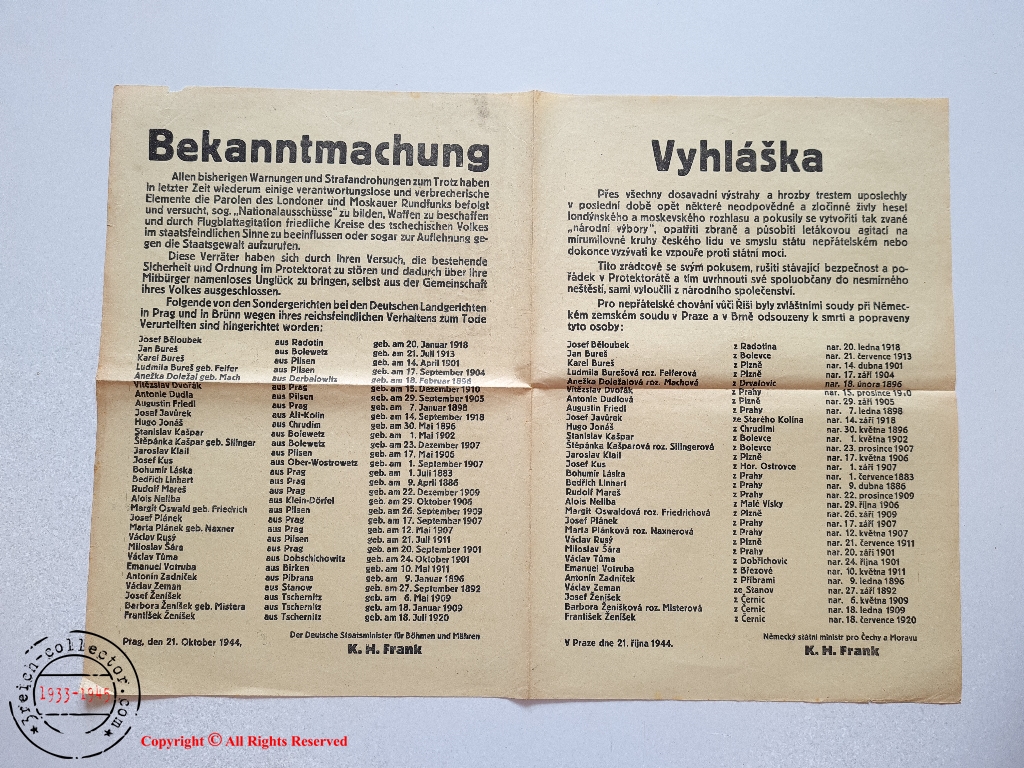 Bekanntmachung
Allen bisherigen Warnungen und Strafandrohungen zum Trotz haben
in letzter Zeit wiederum einige verantwortungslose und verbrecherische
Elemente die Parolen des Londoner und Moskauer Rundfunks befolgt
und versucht, sog. „Nationalausschüsse" zu bilden, Waffen zu beschaffen
und durch Flugblattagitation friedliche Kreise des tschechischen Volkes
im staatsfeindlichen Sinne zu beeinflussen oder sogar zur Auflehnung ge-
gen die Staatsgewalt aufzurufen.
Diese Verräter haben sich durch ihren Versuch, die bestehende
Sicherheit und Ordnung im Protektorat zu stören und dadurch über ihre
Mitbürger namenloses Unglück zu bringen, selbst aus der Gemeinschaft
ihres Volkes ausgeschlossen.
Folgende von den Sondergerichten bei den Deutschen Landgerichten
in Prag und in Brünn wegen ihres reichsfeindlichen Verhaltens zum Tode
Verurteilten sind hingerichtet worden:
Josef Běloubek aus Radotin geb. am 20. Januar 1918
Jan Bureš aus Bolewetz geb. am 21. Juli 1913
Karel Bureš aus Pilsen geb. am 14. April 1901
Ludmila Bureš geb. Felfer aus Pilsen geb. am 17. September 1904
Anežka Doležal geb. Mach aus Derbalowitz geb. am 18. Februar 1896
Vítězslav Dvořák aus Prag geb. am 15. Dezember 1910
Antonie Dudla aus Pilsen geb. am 29. September 1905
Augustin Friedl aus Prag geb. am 7. Januar 1898
Josef Javůrek aus Alt-Kolin geb. am 14. September 1918
Hugo Jonáš aus Chrudim geb. am 30. Mai 1896
Stanislav Kašpar aus Bolewetz geb. am 1. Mai 1902
Štěpánka Kašpar geb. Slinger aus Bolewetz geb. am 23. Dezember 1907
Jaroslav Klail aus Pilsen geb. am 17. Mai 1906
Josef Kus aus Ober-Wostrowetz geb. am 1. September 1907
Bohumír Láska aus Prag geb. am 1. Juli 1883
Bedřich Linhart aus Prag geb. am 9. April 1886
Rudolf Mareš aus Prag geb. am 22. Dezember 1909
Alois Neliba aus Klein-Dörfel geb. am 29. Oktober 1906
Margit Oswald geb. Friedrich aus Pilsen geb. am 26. September 1909
Josef Plánek aus Prag geb. am 17. September 1907
Marta Plánek geb. Naxner aus Prag geb. am 12. Mai 1907
Václav Rusý aus Pilsen geb. am 21. Juli 1911
Miloslav Šára aus Prag geb. am 20. September 1901
Václav Tůma aus Dobschichowitz geb. am 24. Oktober 1901
Emanuel Votruba aus Birken geb. am 10. Mai 1911
Antonín Zadniček aus Pibrans geb. am 9. Januar 1896
Václav Zeman aus Stanow geb. am 27. September 1892
Josef Ženíšek aus Tschernitz geb. am 6. Mai 1909
Barbora Ženíšek geb. Mistera aus Tschernitz geb. am 18. Januar 1909
František Ženíšek aus Tschernitz geb. am 18. Juli 1920
Prag, den 21. Oktober 1944.
Der Deutsche Staatsminister für Böhmen und Mähren
K. H. Frank
Vyhláška
Přes všechny dosavadní výstrahy a hrozby trestem uposlechly
v poslední době opět některé neodpovědné a zločinné živly hesel
londýnského a moskevského rozhlasu a pokusily se vytvořiti tak zvané
„národní výbory", opatřiti zbraně a působiti letákovou agitací na
mírumilovné kruhy českého lidu ve smyslu státu nepřátelském nebo
dokonce vyzývati ke vzpouře proti státní moci.
Tito zrádcové se svým pokusem, rušiti stávající bezpečnost a po-
řádek v Protektorátě a tím uvrhnouti své spoluobčany do nesmírného
neštěstí, sami vyloučili z národního společenství.
Pro nepřátelské chování vůči Říši byly zvláštními soudy při Němec-
kém zemském soudu v Praze a v Brně odsouzeny k smrti a popraveny
tyto osoby:
Josef Běloubek z Radotína nar. 20. ledna 1918
Jan Bureš z Bolevce nar. 21. července 1913
Karel Bureš z Plzně nar. 14. dubna 1901
Ludmila Burešová roz. Felferová z Plzně nar. 17. září 1904
Anežka Doležalová roz. Machová z Drvalovic nar. 18. února 1896
Vítězslav Dvořák z Prahy nar. 15. prosince 1910
Antonie Dudlová z Plzně nar. 29. září 1905
Augustin Friedl z Prahy nar. 7. ledna 1898
Josef Javůrek ze Starého Kolína nar. 14. září 1918
Hugo Jonáš z Chrudimi nar. 30. května 1896
Stanislav Kašpar z Bolevce nar. 1. května 1902
Štěpánka Kašparová roz. Slingerová z Bolevce nar. 23. prosince 1907
Jaroslav Klail z Plzně nar. 17. května 1906
Josef Kus z Hor. Ostrovce nar. 1. září 1907
Bohumír Láska z Prahy nar. 1. července 1883
Bedřich Linhart z Prahy nar. 9. dubna 1886
Rudolf Mareš z Prahy nar. 22. prosince 1909
Alois Neliba z Malé Vísky nar. 29. října 1906
Margit Oswaldová roz. Friedrichová z Plzně nar. 26. září 1909
Josef Plánek z Prahy nar. 17. září 1907
Marta Plánková roz. Naxnerová z Prahy nar. 12. května 1907
Václav Rusý z Plzně nar. 21. července 1911
Miloslav Šára z Prahy nar. 20. září 1901
Václav Tůma z Dobřichovic nar. 24. října 1901
Emanuel Votruba z Březové nar. 10. května 1911
Antonín Zadníček z Příbrami nar. 9. ledna 1896
Václav Zeman ze Stanov nar. 27. září 1892
Josef Ženíšek z Černic nar. 6. května 1909
Barbora Ženíšková roz. Misterová z Černic nar. 18. ledna 1909
František Ženíšek z Černic nar. 18. července 1920
V Praze dne 21. října 1944.
Německý státní ministr pro Čechy a Moravu
K. H. Frank
3reich-collector.com
1933-1945
Copyright © All Rights Reserved